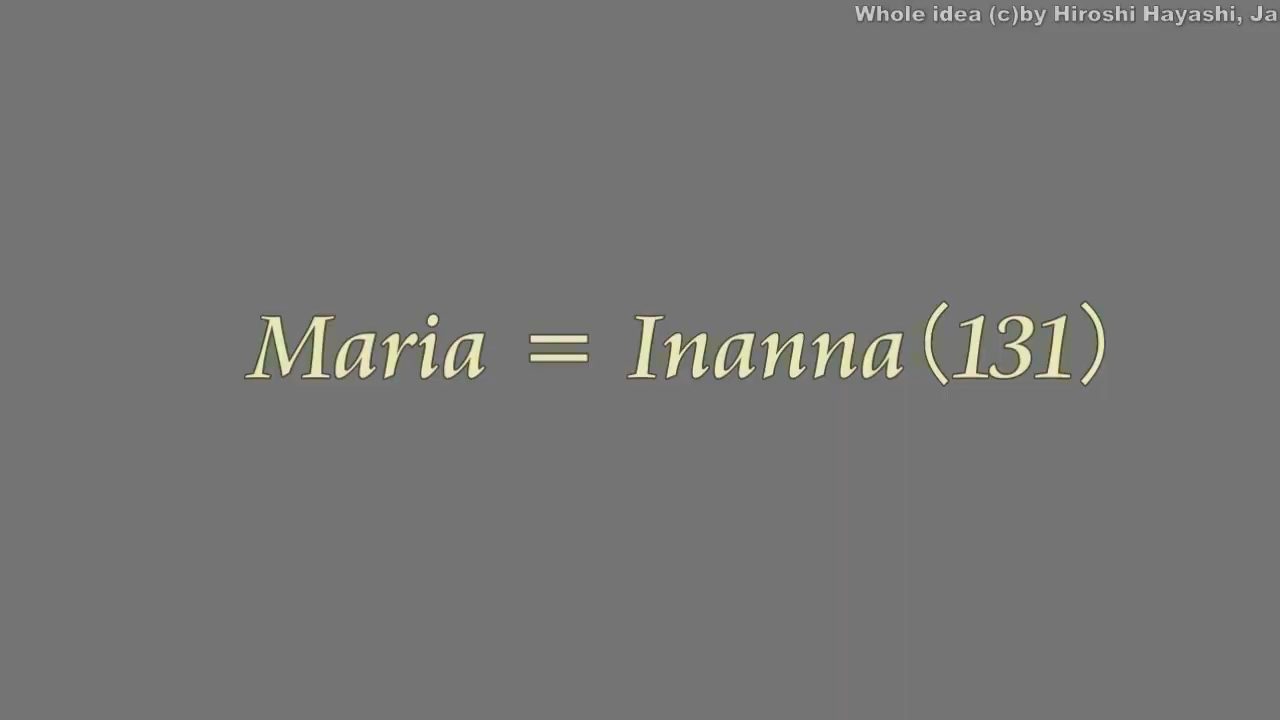 Whole idea (c)by Hiroshi Hayashi, Ja
Maria = Inanna (131)